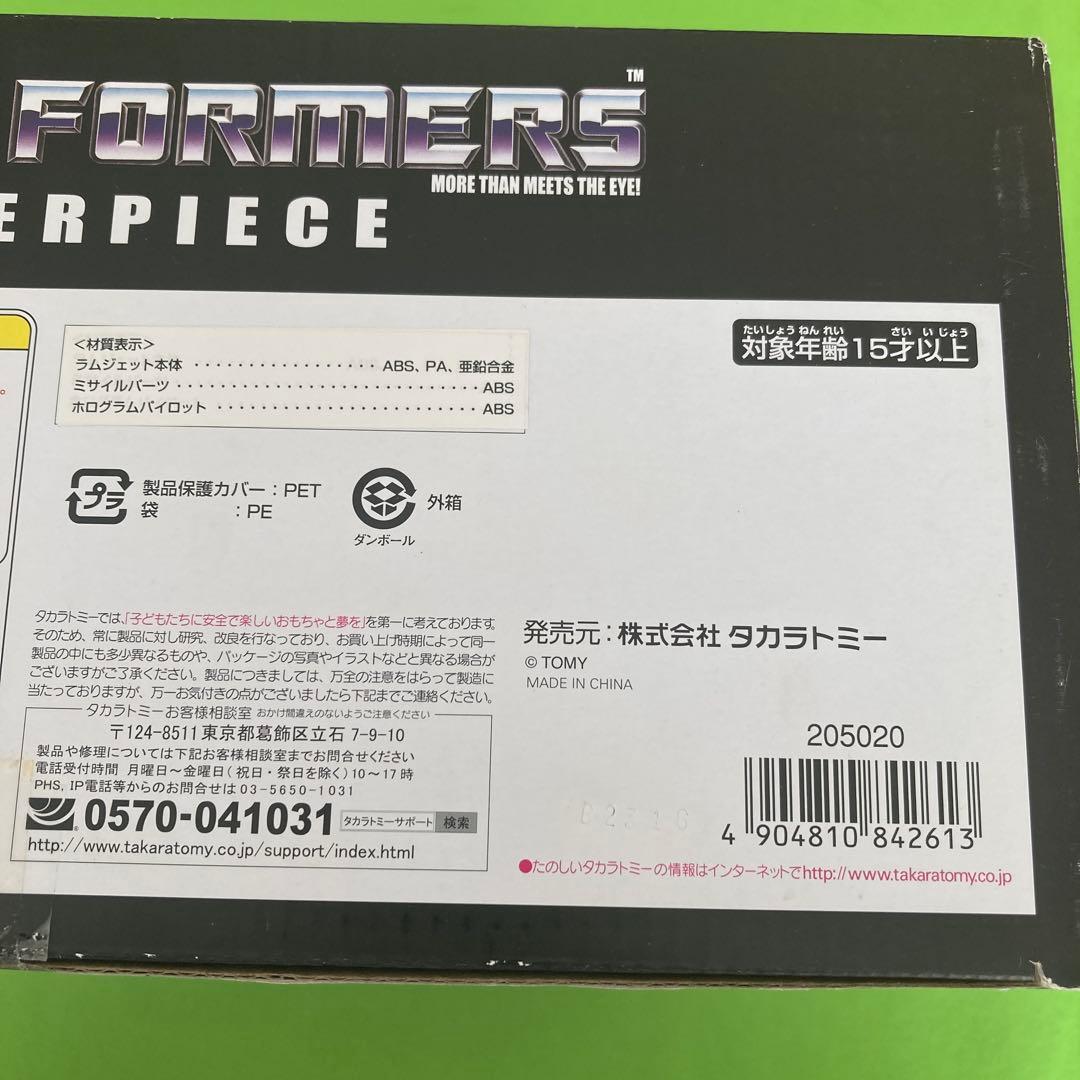 FORMERS™
MORE THAN MEETS THE EYE!
ERPIECE
たいしょうねんれい さい いじょう
対象年齢15才以上
<材質表示>
ラムジェット本体 ・・・・・・・・・・・・・・・・・ ABS、PA、亜鉛合金
ミサイルパーツ ・・・・・・・・・・・・・・・・・・・・・・・・・・・・ ABS
ホログラムパイロット ・・・・・・・・・・・・・・・・・・・・・・・・ ABS
プラ
製品保護カバー：PET
袋 ：PE
ダンボール
外箱
タカラトミーでは、「子どもたちに安全で楽しいおもちゃと夢を」を第一に考えております。
そのため、常に製品に対し研究、改良を行なっており、お買い上げ時期によって同一
製品の中にも多少異なるものや、パッケージの写真やイラストなどと異なる場合が
ございますがご了承ください。製品につきましては、万全の注意をはらって製造に
当たっておりますが、万一お気付きの点がございましたら下記までご連絡ください。
タカラトミーお客様相談室 おかけ間違えのないようご注意ください
〒124-8511 東京都葛飾区立石 7-9-10
製品や修理については下記お客様相談室までお問合せください
電話受付時間 月曜日〜金曜日（祝日・祭日を除く）10〜17時
PHS、IP電話等からのお問合せは 03-5650-1031
0570-041031 タカラトミーサポート 検索
http://www.takaratomy.co.jp/support/index.html
発売元：株式会社 タカラトミー
© TOMY
MADE IN CHINA
205020
4 904810 842613
●たのしいタカラトミーの情報はインターネットでhttp://www.takaratomy.co.jp